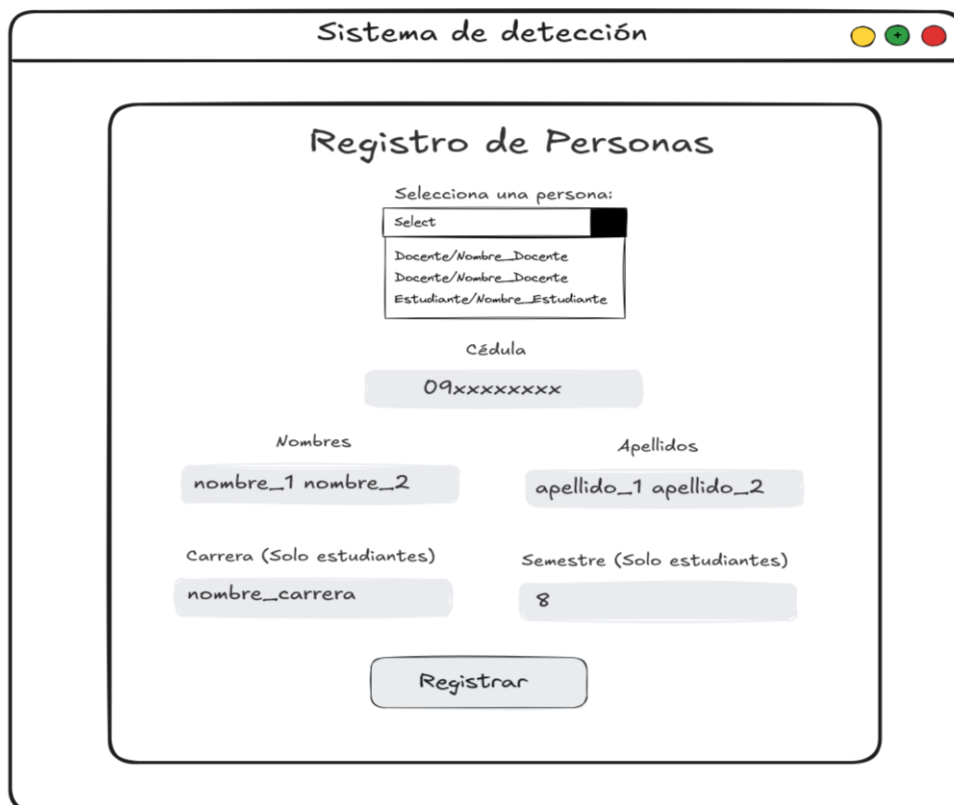 Sistema de detección
+
Registro de Personas
Selecciona una persona:
Select
Docente/Nombre_Docente
Docente/Nombre_Docente
Estudiante/Nombre_Estudiante
Cédula
09xxxxxxxx
Nombres
Apellidos
nombre_1 nombre_2
apellido_1 apellido_2
Carrera (Solo estudiantes)
Semestre (Solo estudiantes)
nombre_carrera
8
Registrar